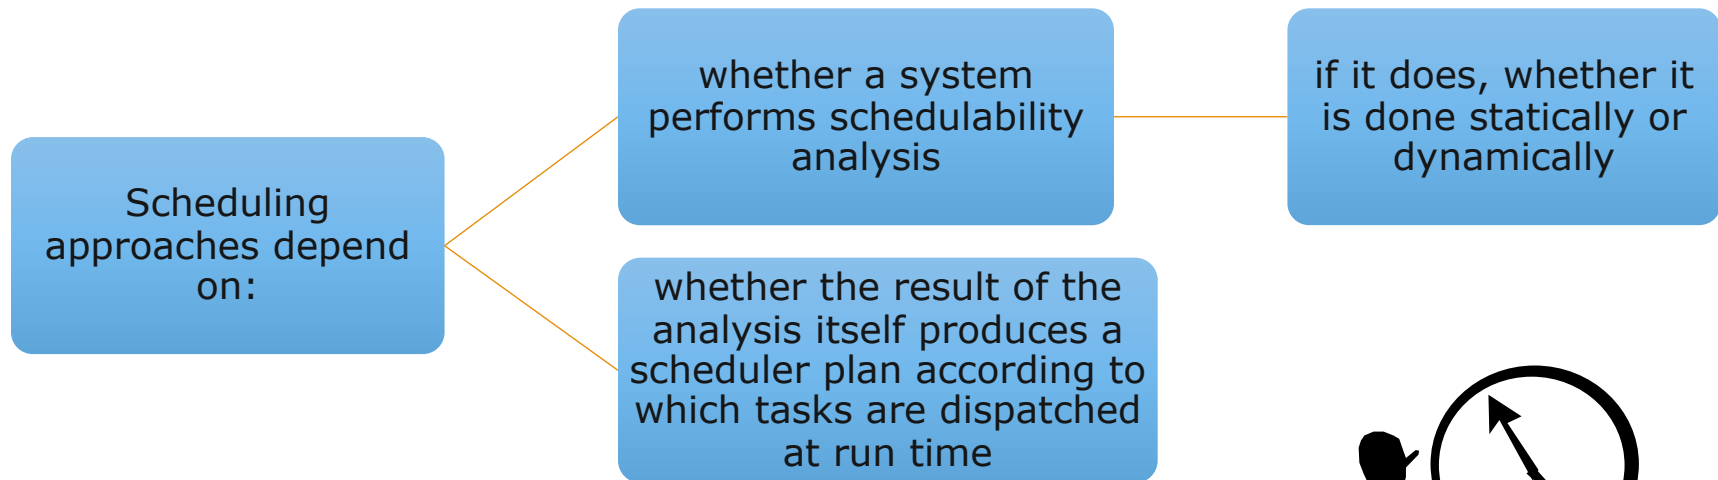 Scheduling
approaches depend
on:
whether a system
performs schedulability
analysis
if it does, whether it
is done statically or
dynamically
whether the result of the
analysis itself produces a
scheduler plan according to
which tasks are dispatched
at run time